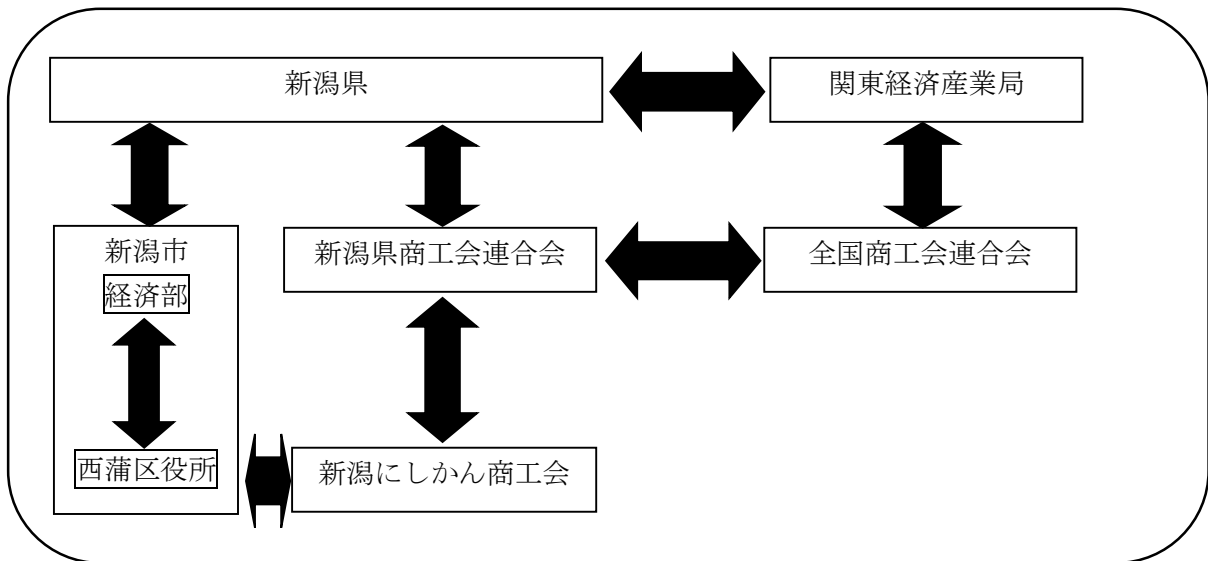 新潟県
関東経済産業局
新潟市
経済部
新潟県商工会連合会
全国商工会連合会
西蒲区役所
新潟にしかん商工会